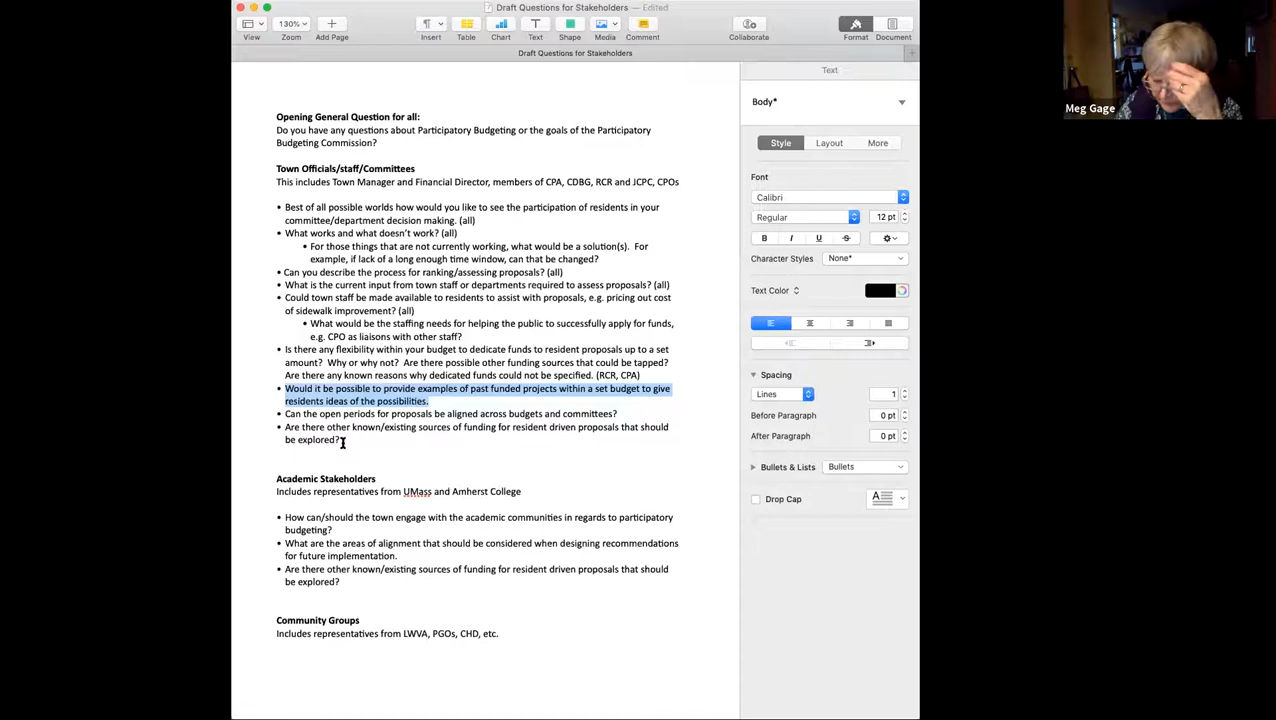 Draft Questions for Stakeholders — Edited
130%
View
Zoom
Add Page
Insert
Table
Chart
Text
Shape
Media
Comment
Collaborate
Format
Document
Draft Questions for Stakeholders
Opening General Question for all:
Do you have any questions about Participatory Budgeting or the goals of the Participatory
Budgeting Commission?
Town Officials/staff/Committees
This includes Town Manager and Financial Director, members of CPA, CDBG, RCR and JCPC, CPOs
• Best of all possible worlds how would you like to see the participation of residents in your
committee/department decision making. (all)
• What works and what doesn't work? (all)
• For those things that are not currently working, what would be a solution(s). For
example, if lack of a long enough time window, can that be changed?
• Can you describe the process for ranking/assessing proposals? (all)
• What is the current input from town staff or departments required to assess proposals? (all)
• Could town staff be made available to residents to assist with proposals, e.g. pricing out cost
of sidewalk improvement? (all)
• What would be the staffing needs for helping the public to successfully apply for funds,
e.g. CPO as liaisons with other staff?
• Is there any flexibility within your budget to dedicate funds to resident proposals up to a set
amount? Why or why not? Are there possible other funding sources that could be tapped?
Are there any known reasons why dedicated funds could not be specified. (RCR, CPA)
• Would it be possible to provide examples of past funded projects within a set budget to give
residents ideas of the possibilities.
• Can the open periods for proposals be aligned across budgets and committees?
• Are there other known/existing sources of funding for resident driven proposals that should
be explored?
Academic Stakeholders
Includes representatives from UMass and Amherst College
• How can/should the town engage with the academic communities in regards to participatory
budgeting?
• What are the areas of alignment that should be considered when designing recommendations
for future implementation.
• Are there other known/existing sources of funding for resident driven proposals that should
be explored?
Community Groups
Includes representatives from LWVA, PGOs, CHD, etc.
Text
Body*
Style
Layout
More
Font
Calibri
Regular
12 pt
B I U S
Character Styles
None*
Text Color
Spacing
Lines
1
Before Paragraph
0 pt
After Paragraph
0 pt
Bullets & Lists
Bullets
Drop Cap
A
Meg Gage